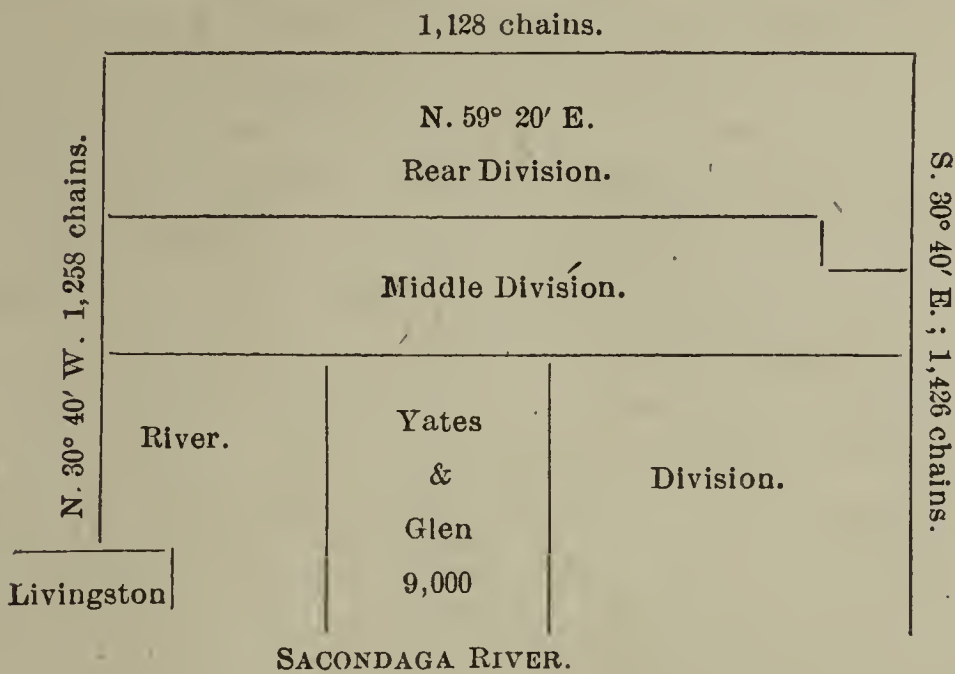 1,128 chains.
N. 59° 20′ E.
Rear Division.
N. 30° 40′ W. 1,258 chains.
S. 30° 40′ E.; 1,426 chains.
Middle Division.
River.
Yates
&
Glen
9,000
Division.
Livingston
SACONDAGA RIVER.